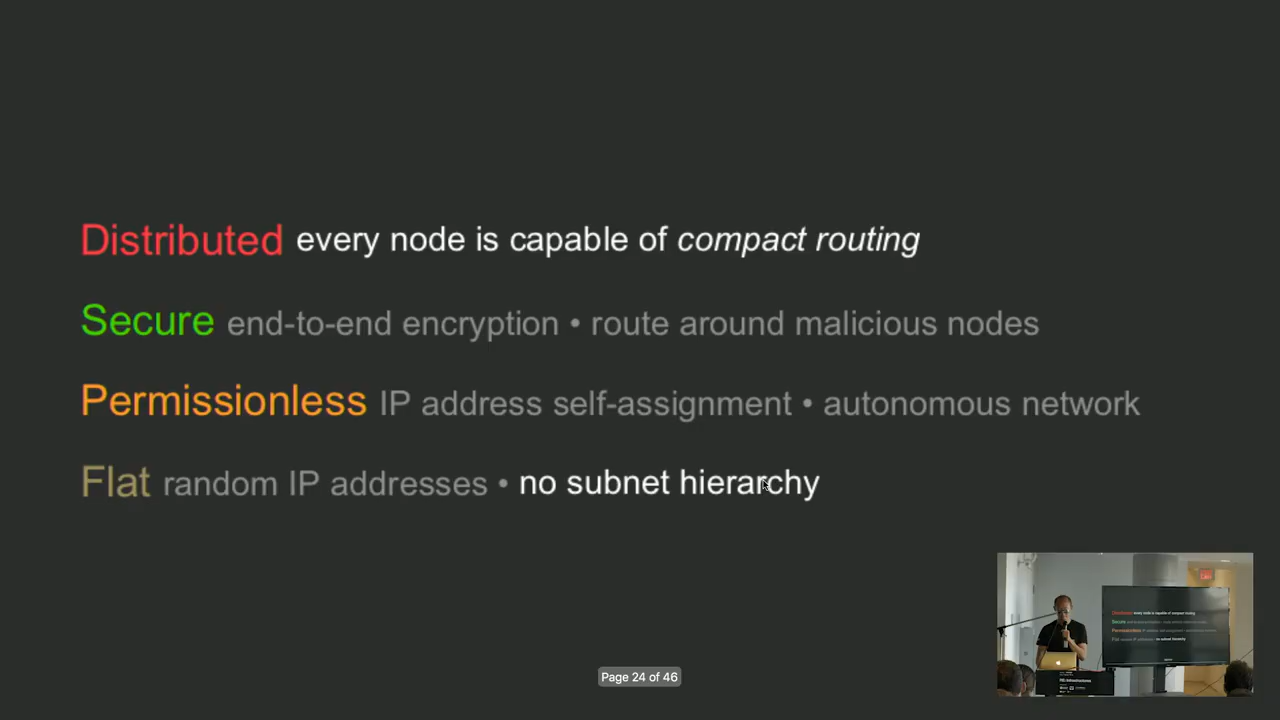 Distributed every node is capable of compact routing
Secure end-to-end encryption • route around malicious nodes
Permissionless IP address self-assignment • autonomous network
Flat random IP addresses • no subnet hierarchy
Page 24 of 46